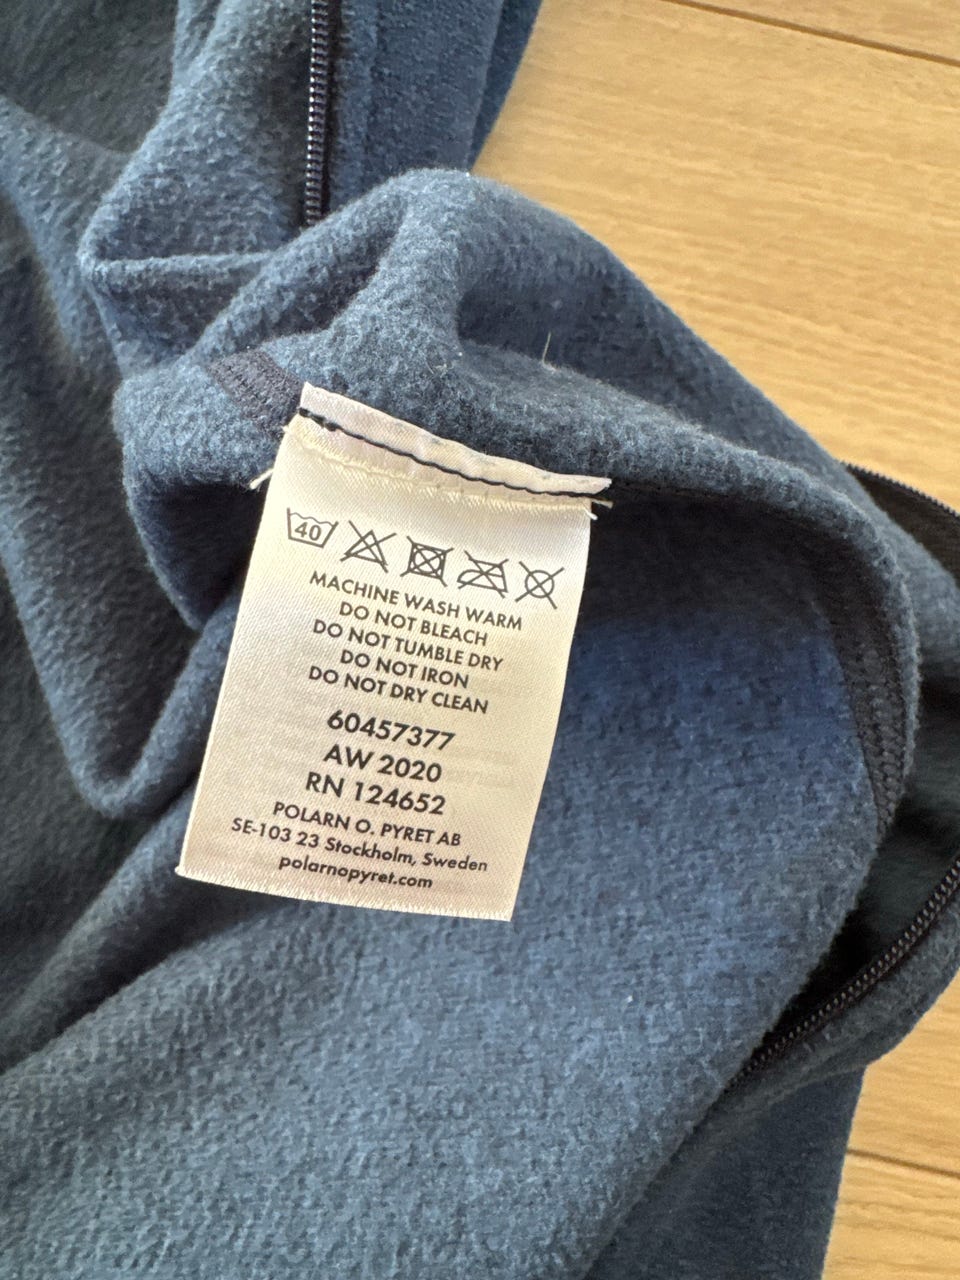 40
MACHINE WASH WARM
DO NOT BLEACH
DO NOT TUMBLE DRY
DO NOT IRON
DO NOT DRY CLEAN
60457377
AW 2020
RN 124652
POLARN O. PYRET AB
SE-103 23 Stockholm, Sweden
polarnopyret.com